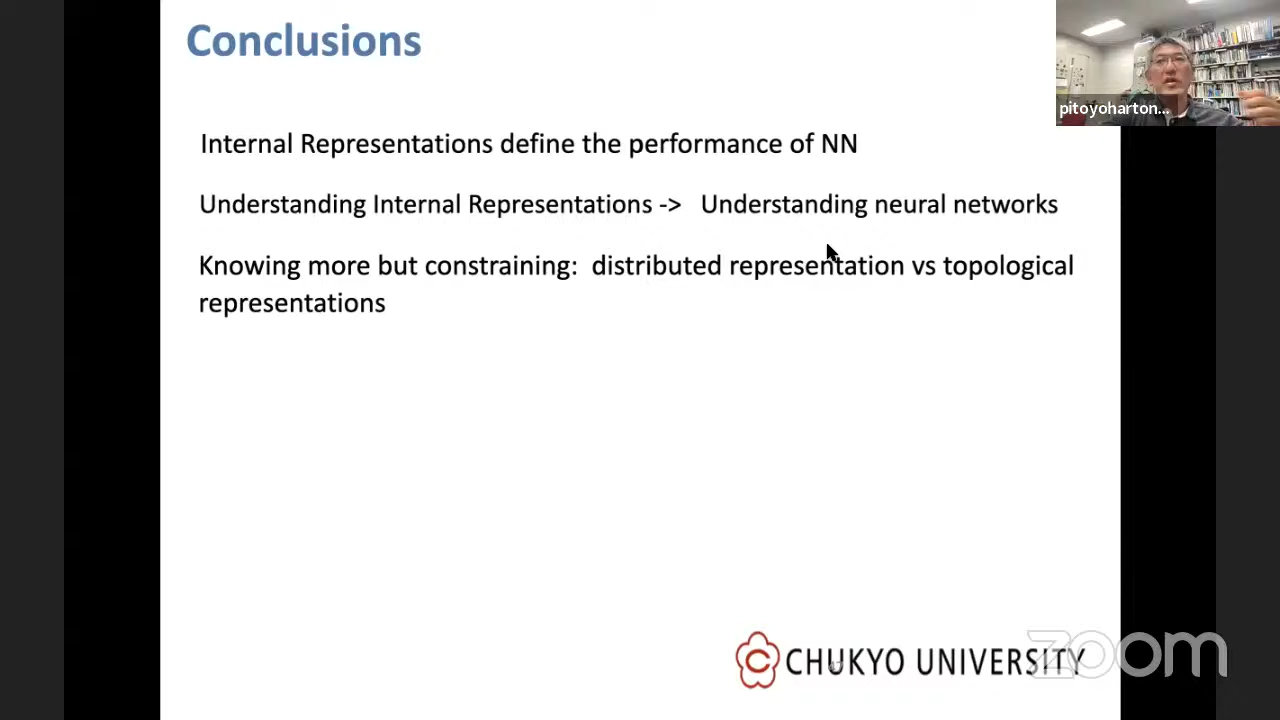 Conclusions
pitoyoharton...
Internal Representations define the performance of NN
Understanding Internal Representations -> Understanding neural networks
Knowing more but constraining: distributed representation vs topological
representations
C CHUKYO UNIVERSITY
zoom